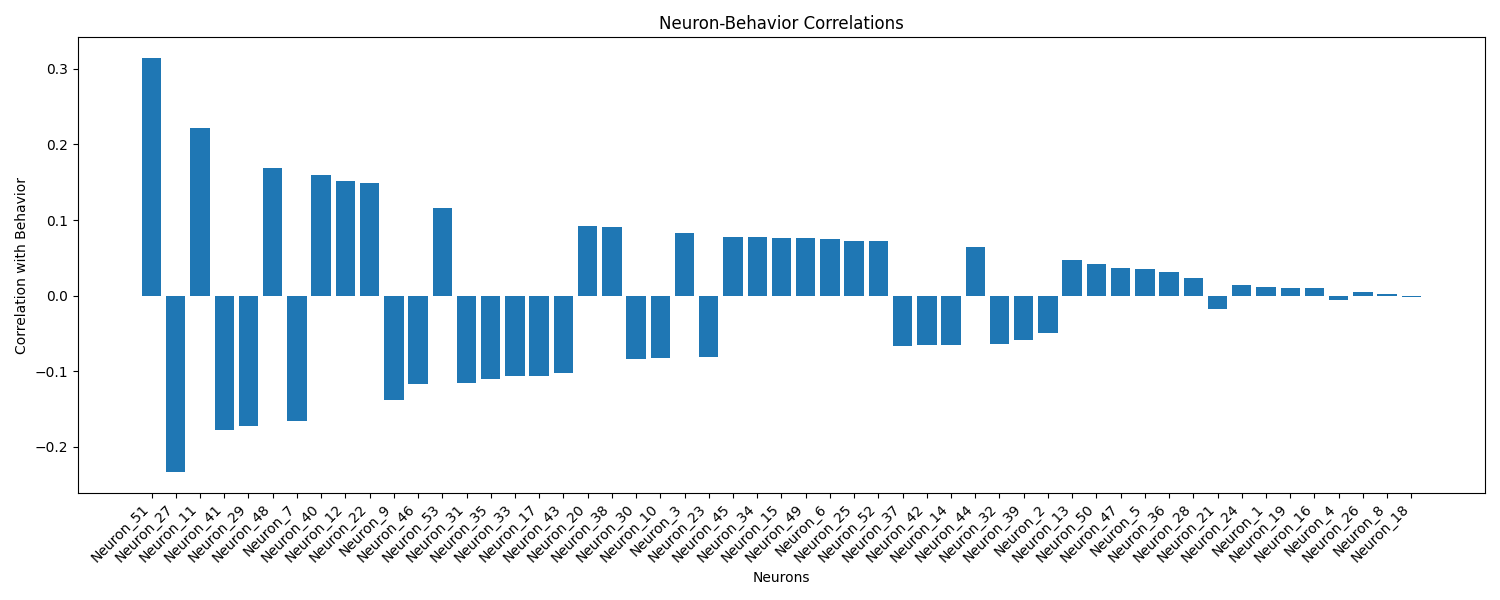 Neuron-Behavior Correlations
Correlation with Behavior
0.3
0.2
0.1
0.0
−0.1
−0.2
Neuron_51
Neuron_27
Neuron_11
Neuron_41
Neuron_29
Neuron_48
Neuron_7
Neuron_40
Neuron_12
Neuron_22
Neuron_9
Neuron_46
Neuron_53
Neuron_31
Neuron_35
Neuron_33
Neuron_17
Neuron_43
Neuron_20
Neuron_38
Neuron_30
Neuron_10
Neuron_3
Neuron_23
Neuron_45
Neuron_34
Neuron_15
Neuron_49
Neuron_6
Neuron_25
Neuron_52
Neuron_37
Neuron_42
Neuron_14
Neuron_44
Neuron_32
Neuron_39
Neuron_2
Neuron_13
Neuron_50
Neuron_47
Neuron_5
Neuron_36
Neuron_28
Neuron_21
Neuron_24
Neuron_1
Neuron_19
Neuron_16
Neuron_4
Neuron_26
Neuron_8
Neuron_18
Neurons